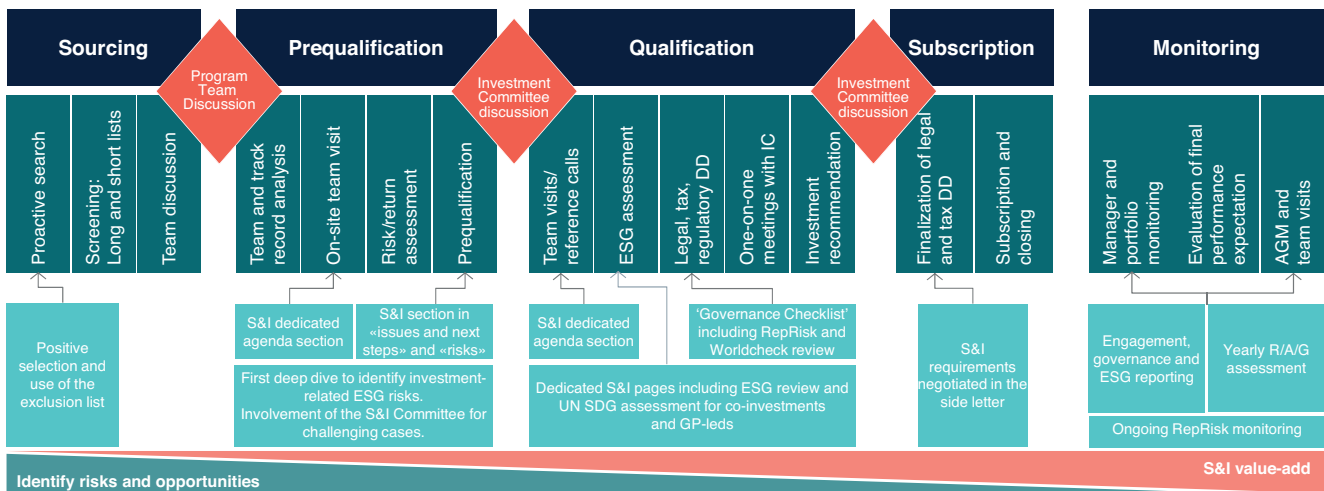 Sourcing
Prequalification
Qualification
Subscription
Monitoring
Program
Team
Discussion
Investment
Committee
discussion
Investment
Committee
discussion
Proactive search
Screening:
Long and short lists
Team discussion
Team and track
record analysis
On-site team visit
Risk/return
assessment
Prequalification
Team visits/
reference calls
ESG assessment
Legal, tax,
regulatory DD
One-on-one
meetings with IC
Investment
recommendation
Finalization of legal
and tax DD
Subscription and
closing
Manager and
portfolio
monitoring
Evaluation of final
performance
expectation
AGM and
team visits
Positive
selection and
use of the
exclusion list
S&I dedicated
agenda section
S&I section in
«issues and next
steps» and «risks»
First deep dive to identify investment-
related ESG risks.
Involvement of the S&I Committee for
challenging cases.
S&I dedicated
agenda section
‘Governance Checklist’
including RepRisk and
Worldcheck review
Dedicated S&I pages including ESG review and
UN SDG assessment for co-investments
and GP-leds
S&I
requirements
negotiated in the
side letter
Engagement,
governance and
ESG reporting
Yearly R/A/G
assessment
Ongoing RepRisk monitoring
S&I value-add
Identify risks and opportunities